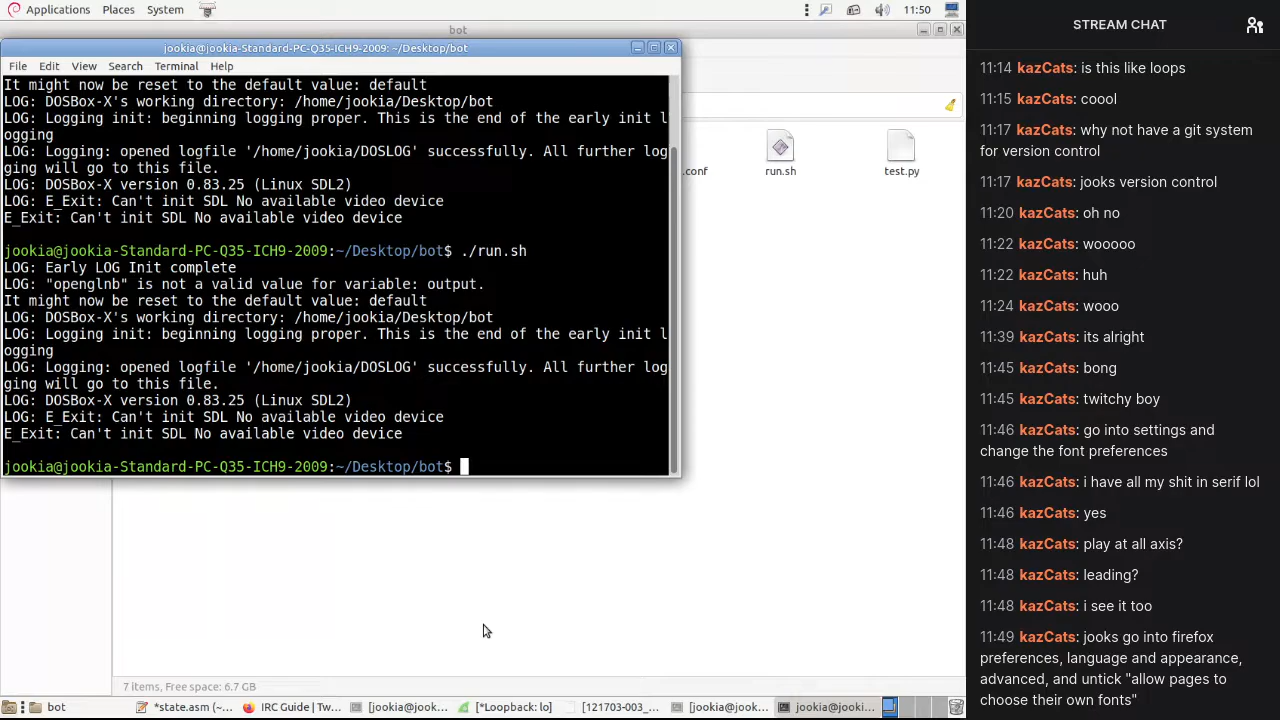 Applications Places System 11:50
bot
jookia@jookia-Standard-PC-Q35-ICH9-2009: ~/Desktop/bot
File Edit View Search Terminal Help
It might now be reset to the default value: default
LOG: DOSBox-X's working directory: /home/jookia/Desktop/bot
LOG: Logging init: beginning logging proper. This is the end of the early init l
ogging
LOG: Logging: opened logfile '/home/jookia/DOSLOG' successfully. All further log
ging will go to this file.
LOG: DOSBox-X version 0.83.25 (Linux SDL2)
LOG: E_Exit: Can't init SDL No available video device
E_Exit: Can't init SDL No available video device
jookia@jookia-Standard-PC-Q35-ICH9-2009:~/Desktop/bot$ ./run.sh
LOG: Early LOG Init complete
LOG: "openglnb" is not a valid value for variable: output.
It might now be reset to the default value: default
LOG: DOSBox-X's working directory: /home/jookia/Desktop/bot
LOG: Logging init: beginning logging proper. This is the end of the early init l
ogging
LOG: Logging: opened logfile '/home/jookia/DOSLOG' successfully. All further log
ging will go to this file.
LOG: DOSBox-X version 0.83.25 (Linux SDL2)
LOG: E_Exit: Can't init SDL No available video device
E_Exit: Can't init SDL No available video device
jookia@jookia-Standard-PC-Q35-ICH9-2009:~/Desktop/bot$
.conf run.sh test.py
7 items, Free space: 6.7 GB
bot *state.asm (~... IRC Guide | Tw... [jookia@jook... [*Loopback: lo] [121703-003_... [jookia@jook... jookia@jooki...
STREAM CHAT
11:14 kazCats: is this like loops
11:15 kazCats: coool
11:17 kazCats: why not have a git system
for version control
11:17 kazCats: jooks version control
11:20 kazCats: oh no
11:22 kazCats: wooooo
11:22 kazCats: huh
11:24 kazCats: wooo
11:39 kazCats: its alright
11:45 kazCats: bong
11:45 kazCats: twitchy boy
11:46 kazCats: go into settings and
change the font preferences
11:46 kazCats: i have all my shit in serif lol
11:46 kazCats: yes
11:48 kazCats: play at all axis?
11:48 kazCats: leading?
11:48 kazCats: i see it too
11:49 kazCats: jooks go into firefox
preferences, language and appearance,
advanced, and untick "allow pages to
choose their own fonts"